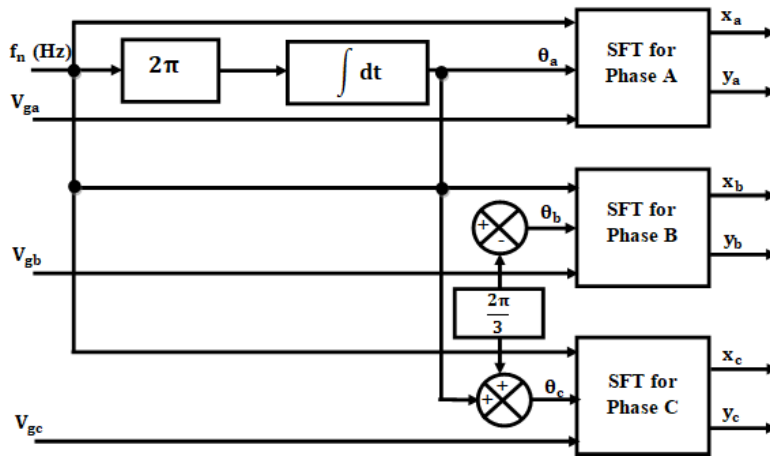 f_n (Hz)
2π
∫ dt
θ_a
SFT for
Phase A
x_a
y_a
V_ga
+
-
θ_b
SFT for
Phase B
x_b
y_b
V_gb
2π
3
+
+
θ_c
SFT for
Phase C
x_c
y_c
V_gc